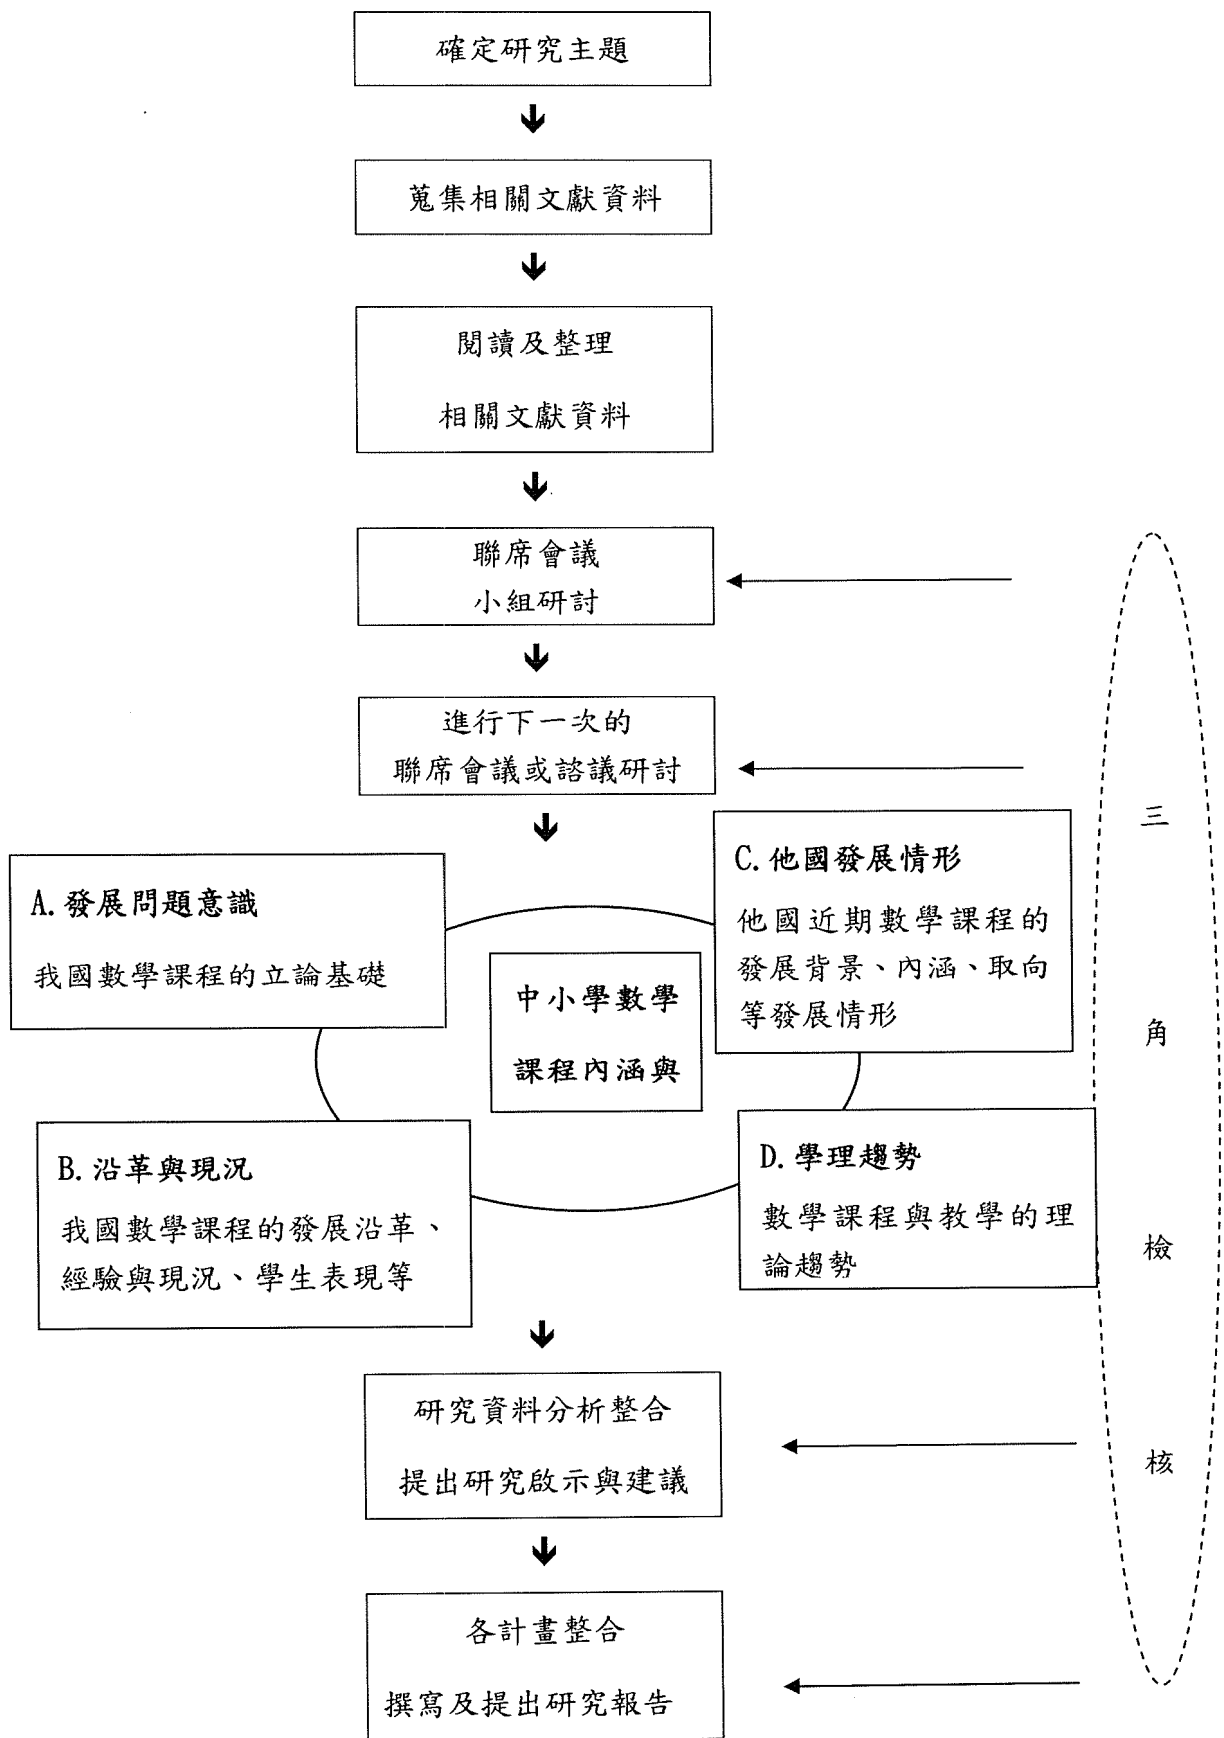 確定研究主題
蒐集相關文獻資料
閱讀及整理
相關文獻資料
聯席會議
小組研討
進行下一次的
聯席會議或諮議研討
A.發展問題意識
我國數學課程的立論基礎
C.他國發展情形
他國近期數學課程的
發展背景、內涵、取向
等發展情形
中小學數學
課程內涵與
B.沿革與現況
我國數學課程的發展沿革、
經驗與現況、學生表現等
D.學理趨勢
數學課程與教學的理
論趨勢
研究資料分析整合
提出研究啟示與建議
各計畫整合
撰寫及提出研究報告
三
角
檢
核